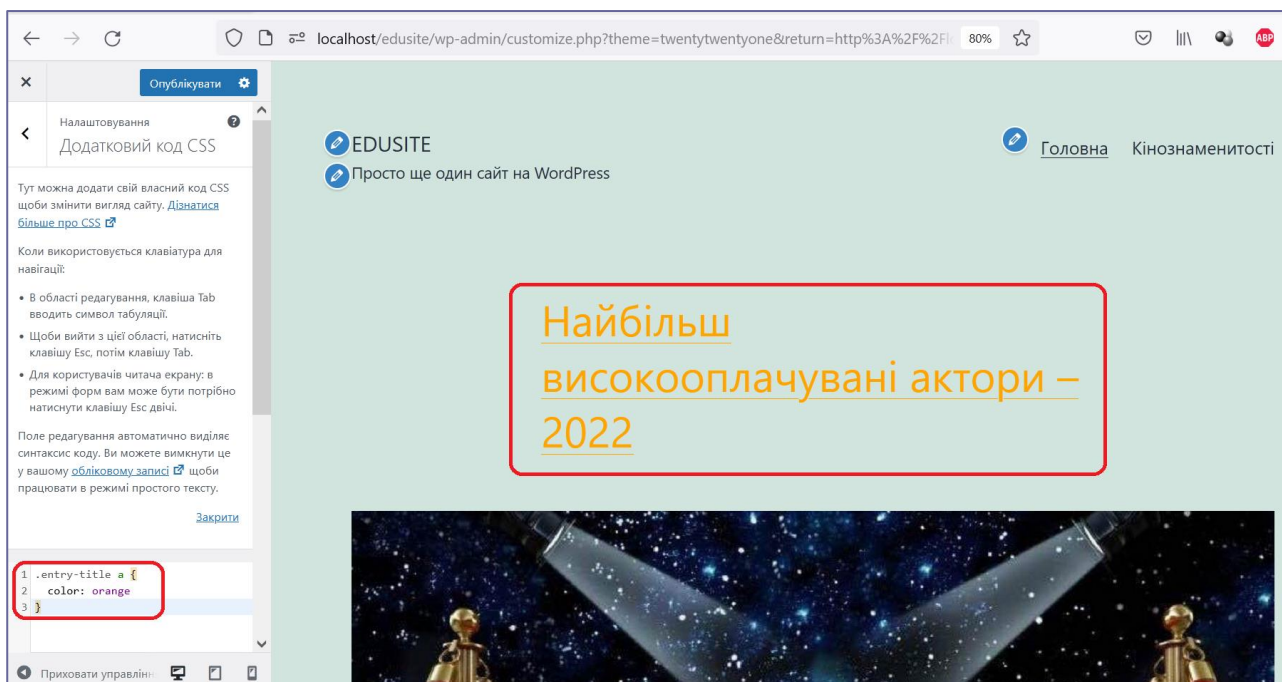 localhost/edusite/wp-admin/customize.php?theme=twentytwentyone&return=http%3A%2F%2Fl
80%
ABP
Опублікувати
Налаштовування
Додатковий код CSS
Тут можна додати свій власний код CSS
щоби змінити вигляд сайту. Дізнатися
більше про CSS
Коли використовується клавіатура для
навігації:
• В області редагування, клавіша Tab
вводить символ табуляції.
• Щоби вийти з цієї області, натисніть
клавішу Esc, потім клавішу Tab.
• Для користувачів читача екрану: в
режимі форм вам може бути потрібно
натиснути клавішу Esc двічі.
Поле редагування автоматично виділяє
синтаксис коду. Ви можете вимкнути це
у вашому обліковому записі щоби
працювати в режимі простого тексту.
Закрити
1 .entry-title a {
2 color: orange
3 }
Приховати управлін
EDUSITE
Просто ще один сайт на WordPress
Головна Кінознаменитості
Найбільш
високооплачувані актори –
2022